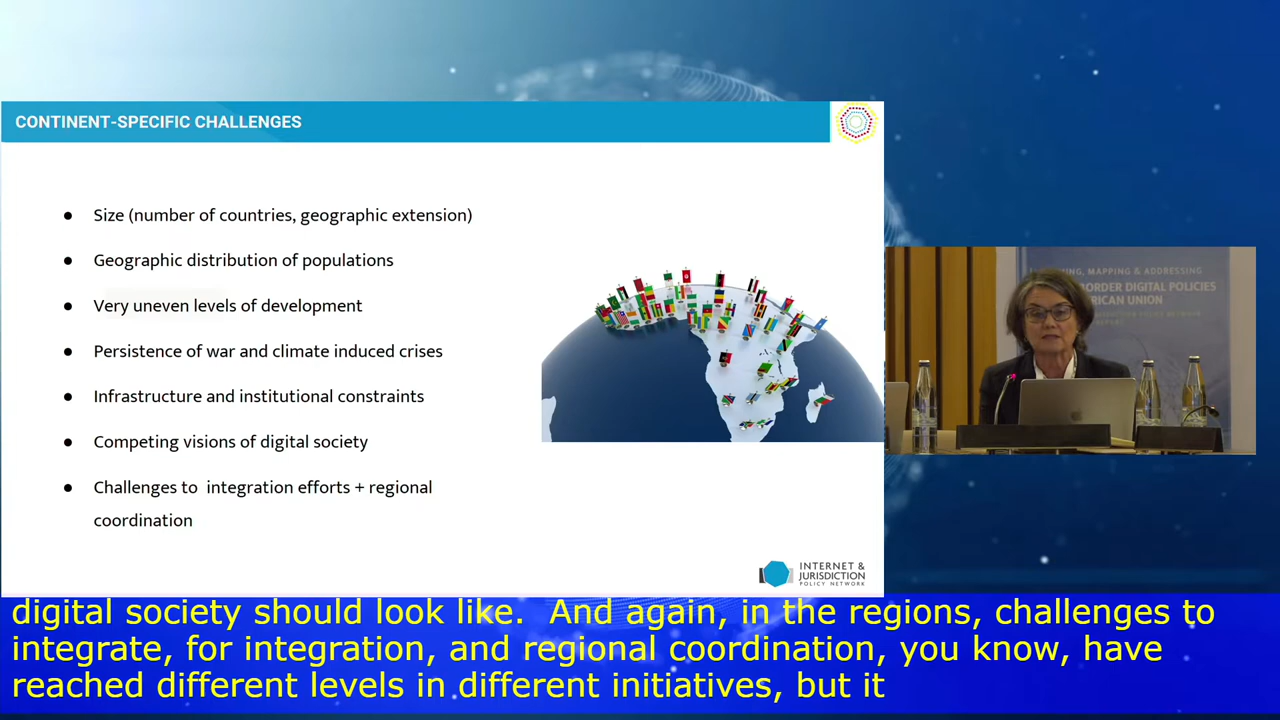 CONTINENT-SPECIFIC CHALLENGES
● Size (number of countries, geographic extension)
● Geographic distribution of populations
● Very uneven levels of development
● Persistence of war and climate induced crises
● Infrastructure and institutional constraints
● Competing visions of digital society
● Challenges to integration efforts + regional
coordination
INTERNET &
JURISDICTION
POLICY NETWORK
MAPPING & ADDRESSING
BORDER DIGITAL POLICIES
UNION
digital society should look like. And again, in the regions, challenges to
integrate, for integration, and regional coordination, you know, have
reached different levels in different initiatives, but it